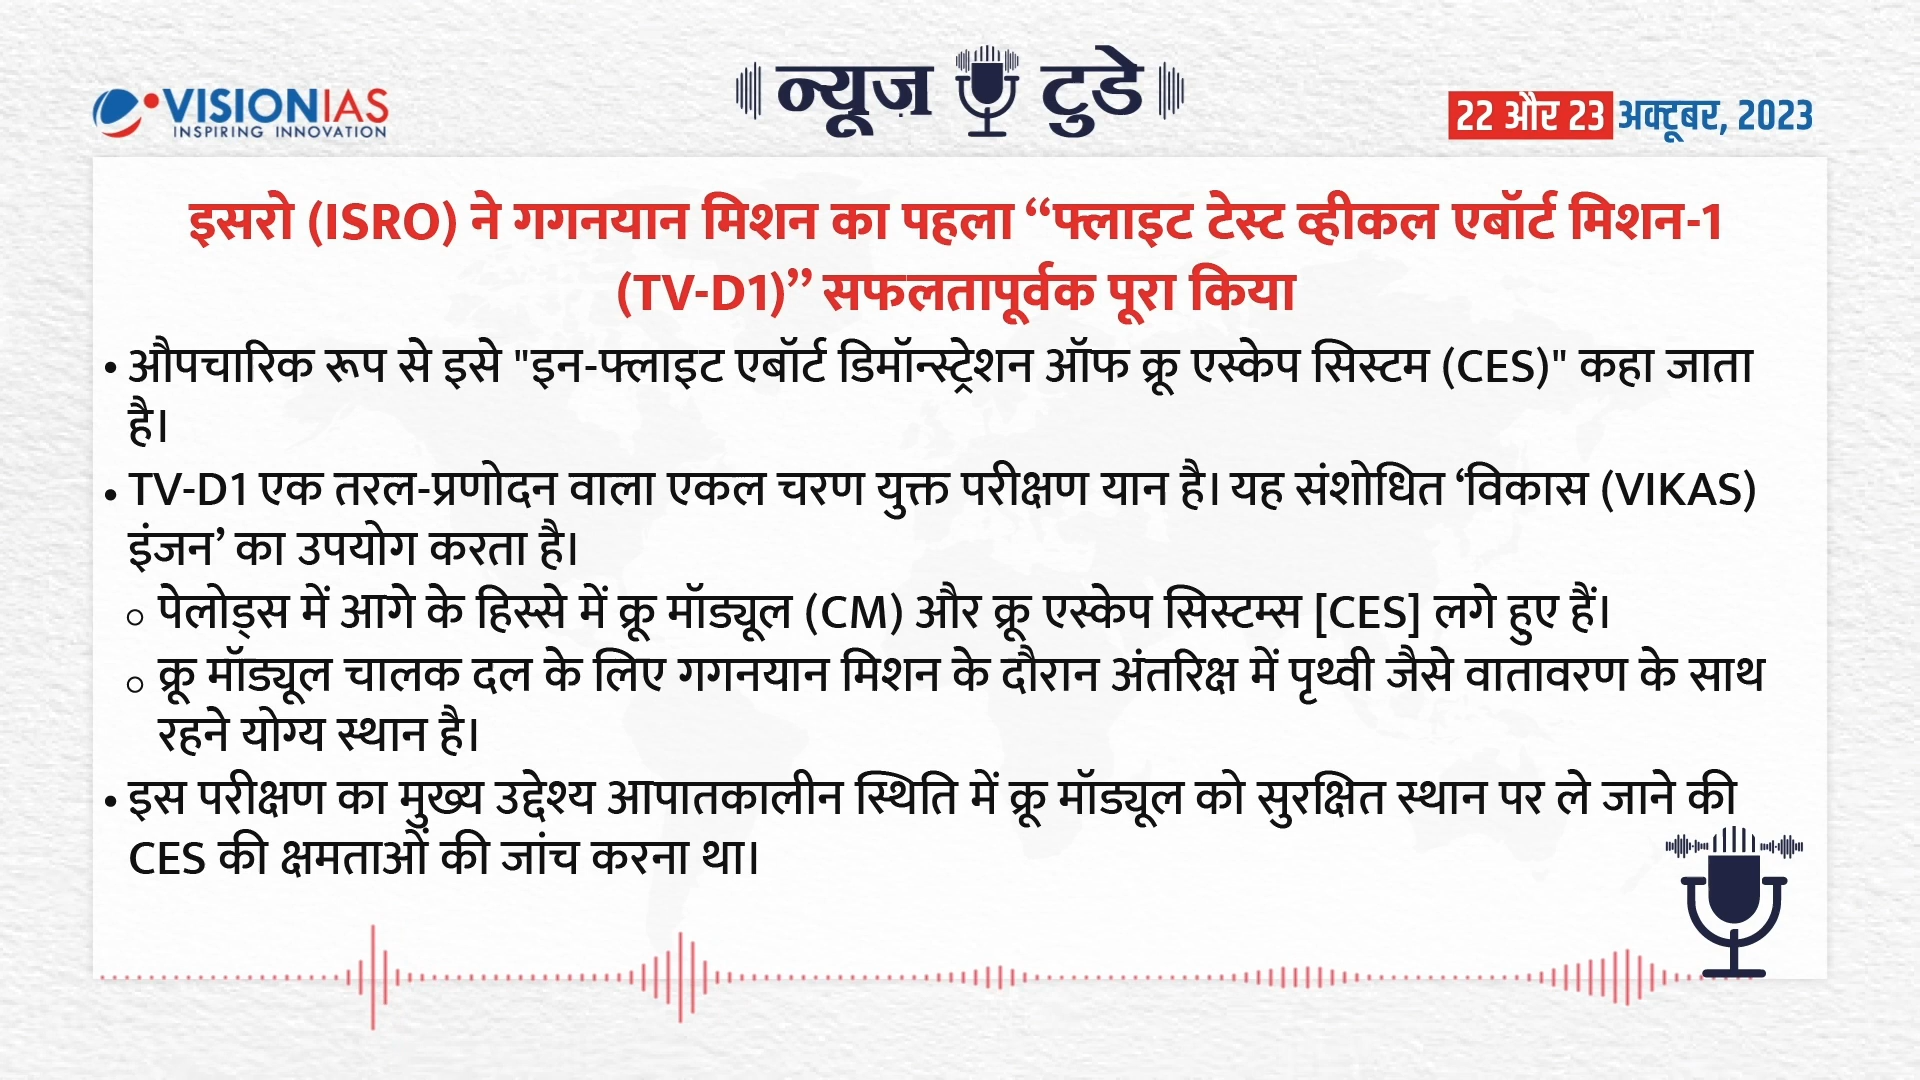 VISIONIAS
INSPIRING INNOVATION
न्यूज़ टुडे
22 और 23 अक्टूबर, 2023
इसरो (ISRO) ने गगनयान मिशन का पहला “फ्लाइट टेस्ट व्हीकल एबॉर्ट मिशन-1
(TV-D1)” सफलतापूर्वक पूरा किया
• औपचारिक रूप से इसे "इन-फ्लाइट एबॉर्ट डिमॉन्स्ट्रेशन ऑफ क्रू एस्केप सिस्टम (CES)" कहा जाता
है।
• TV-D1 एक तरल-प्रणोदन वाला एकल चरण युक्त परीक्षण यान है। यह संशोधित ‘विकास (VIKAS)
इंजन’ का उपयोग करता है।
○ पेलोड्स में आगे के हिस्से में क्रू मॉड्यूल (CM) और क्रू एस्केप सिस्टम्स [CES] लगे हुए हैं।
○ क्रू मॉड्यूल चालक दल के लिए गगनयान मिशन के दौरान अंतरिक्ष में पृथ्वी जैसे वातावरण के साथ
रहने योग्य स्थान है।
• इस परीक्षण का मुख्य उद्देश्य आपातकालीन स्थिति में क्रू मॉड्यूल को सुरक्षित स्थान पर ले जाने की
CES की क्षमताओं की जांच करना था।